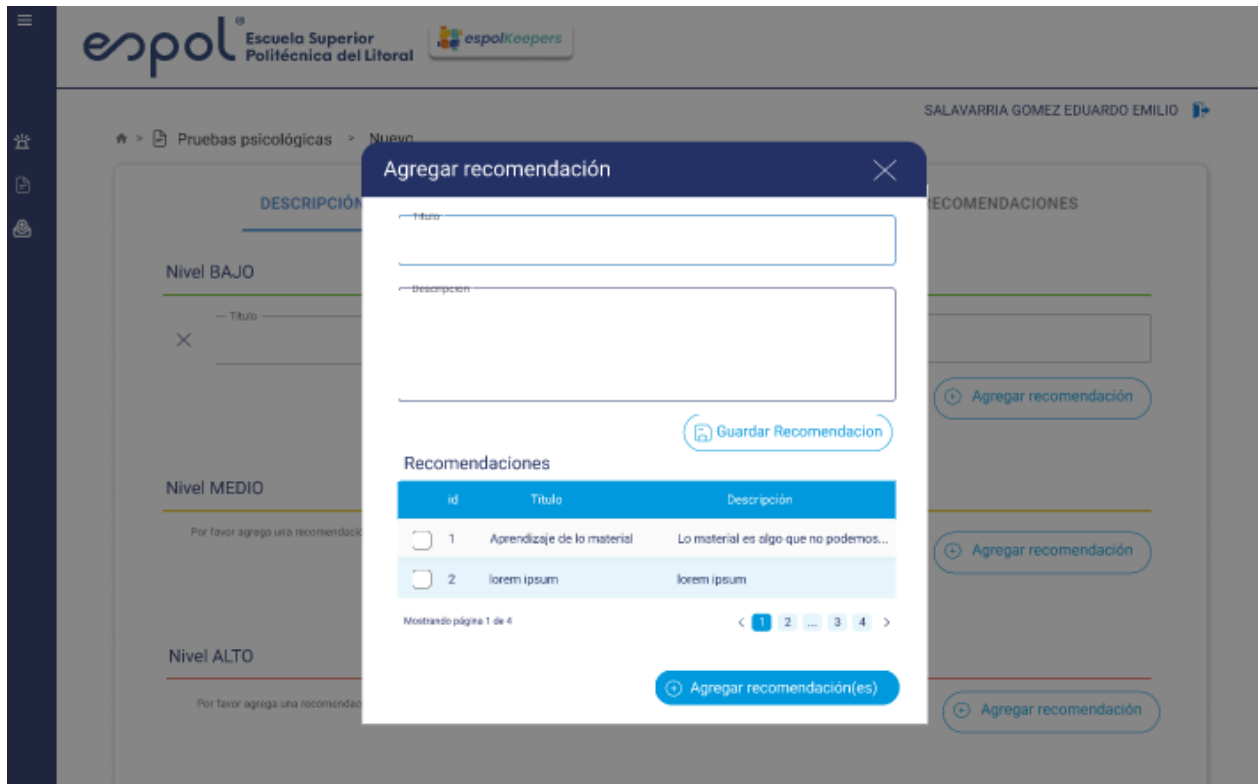 espol® Escuela Superior
Politécnica del Litoral
espolKeepers
SALAVARRIA GOMEZ EDUARDO EMILIO
> Pruebas psicológicas > Nuevo
Agregar recomendación
DESCRIPCIÓN
RECOMENDACIONES
Título
Nivel BAJO
Descripción
Título
Agregar recomendación
Guardar Recomendacion
Recomendaciones
Nivel MEDIO
id Título Descripción
Por favor agrega una
1 Aprendizaje de lo material Lo material es algo que no podemos...
Agregar recomendación
2 lorem ipsum lorem ipsum
Mostrando página 1 de 4
< 1 2 ... 3 4 >
Nivel ALTO
Agregar recomendación(es)
Por favor agrega una
Agregar recomendación